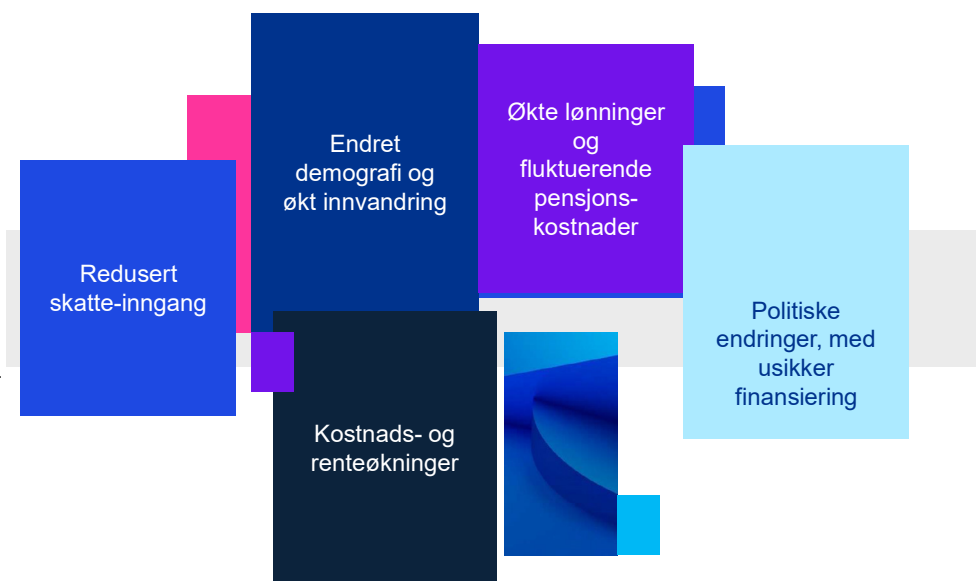 Redusert
skatte-inngang
Endret
demografi og
økt innvandring
Kostnads- og
renteøkninger
Økte lønninger
og
fluktuerende
pensjons-
kostnader
Politiske
endringer, med
usikker
finansiering